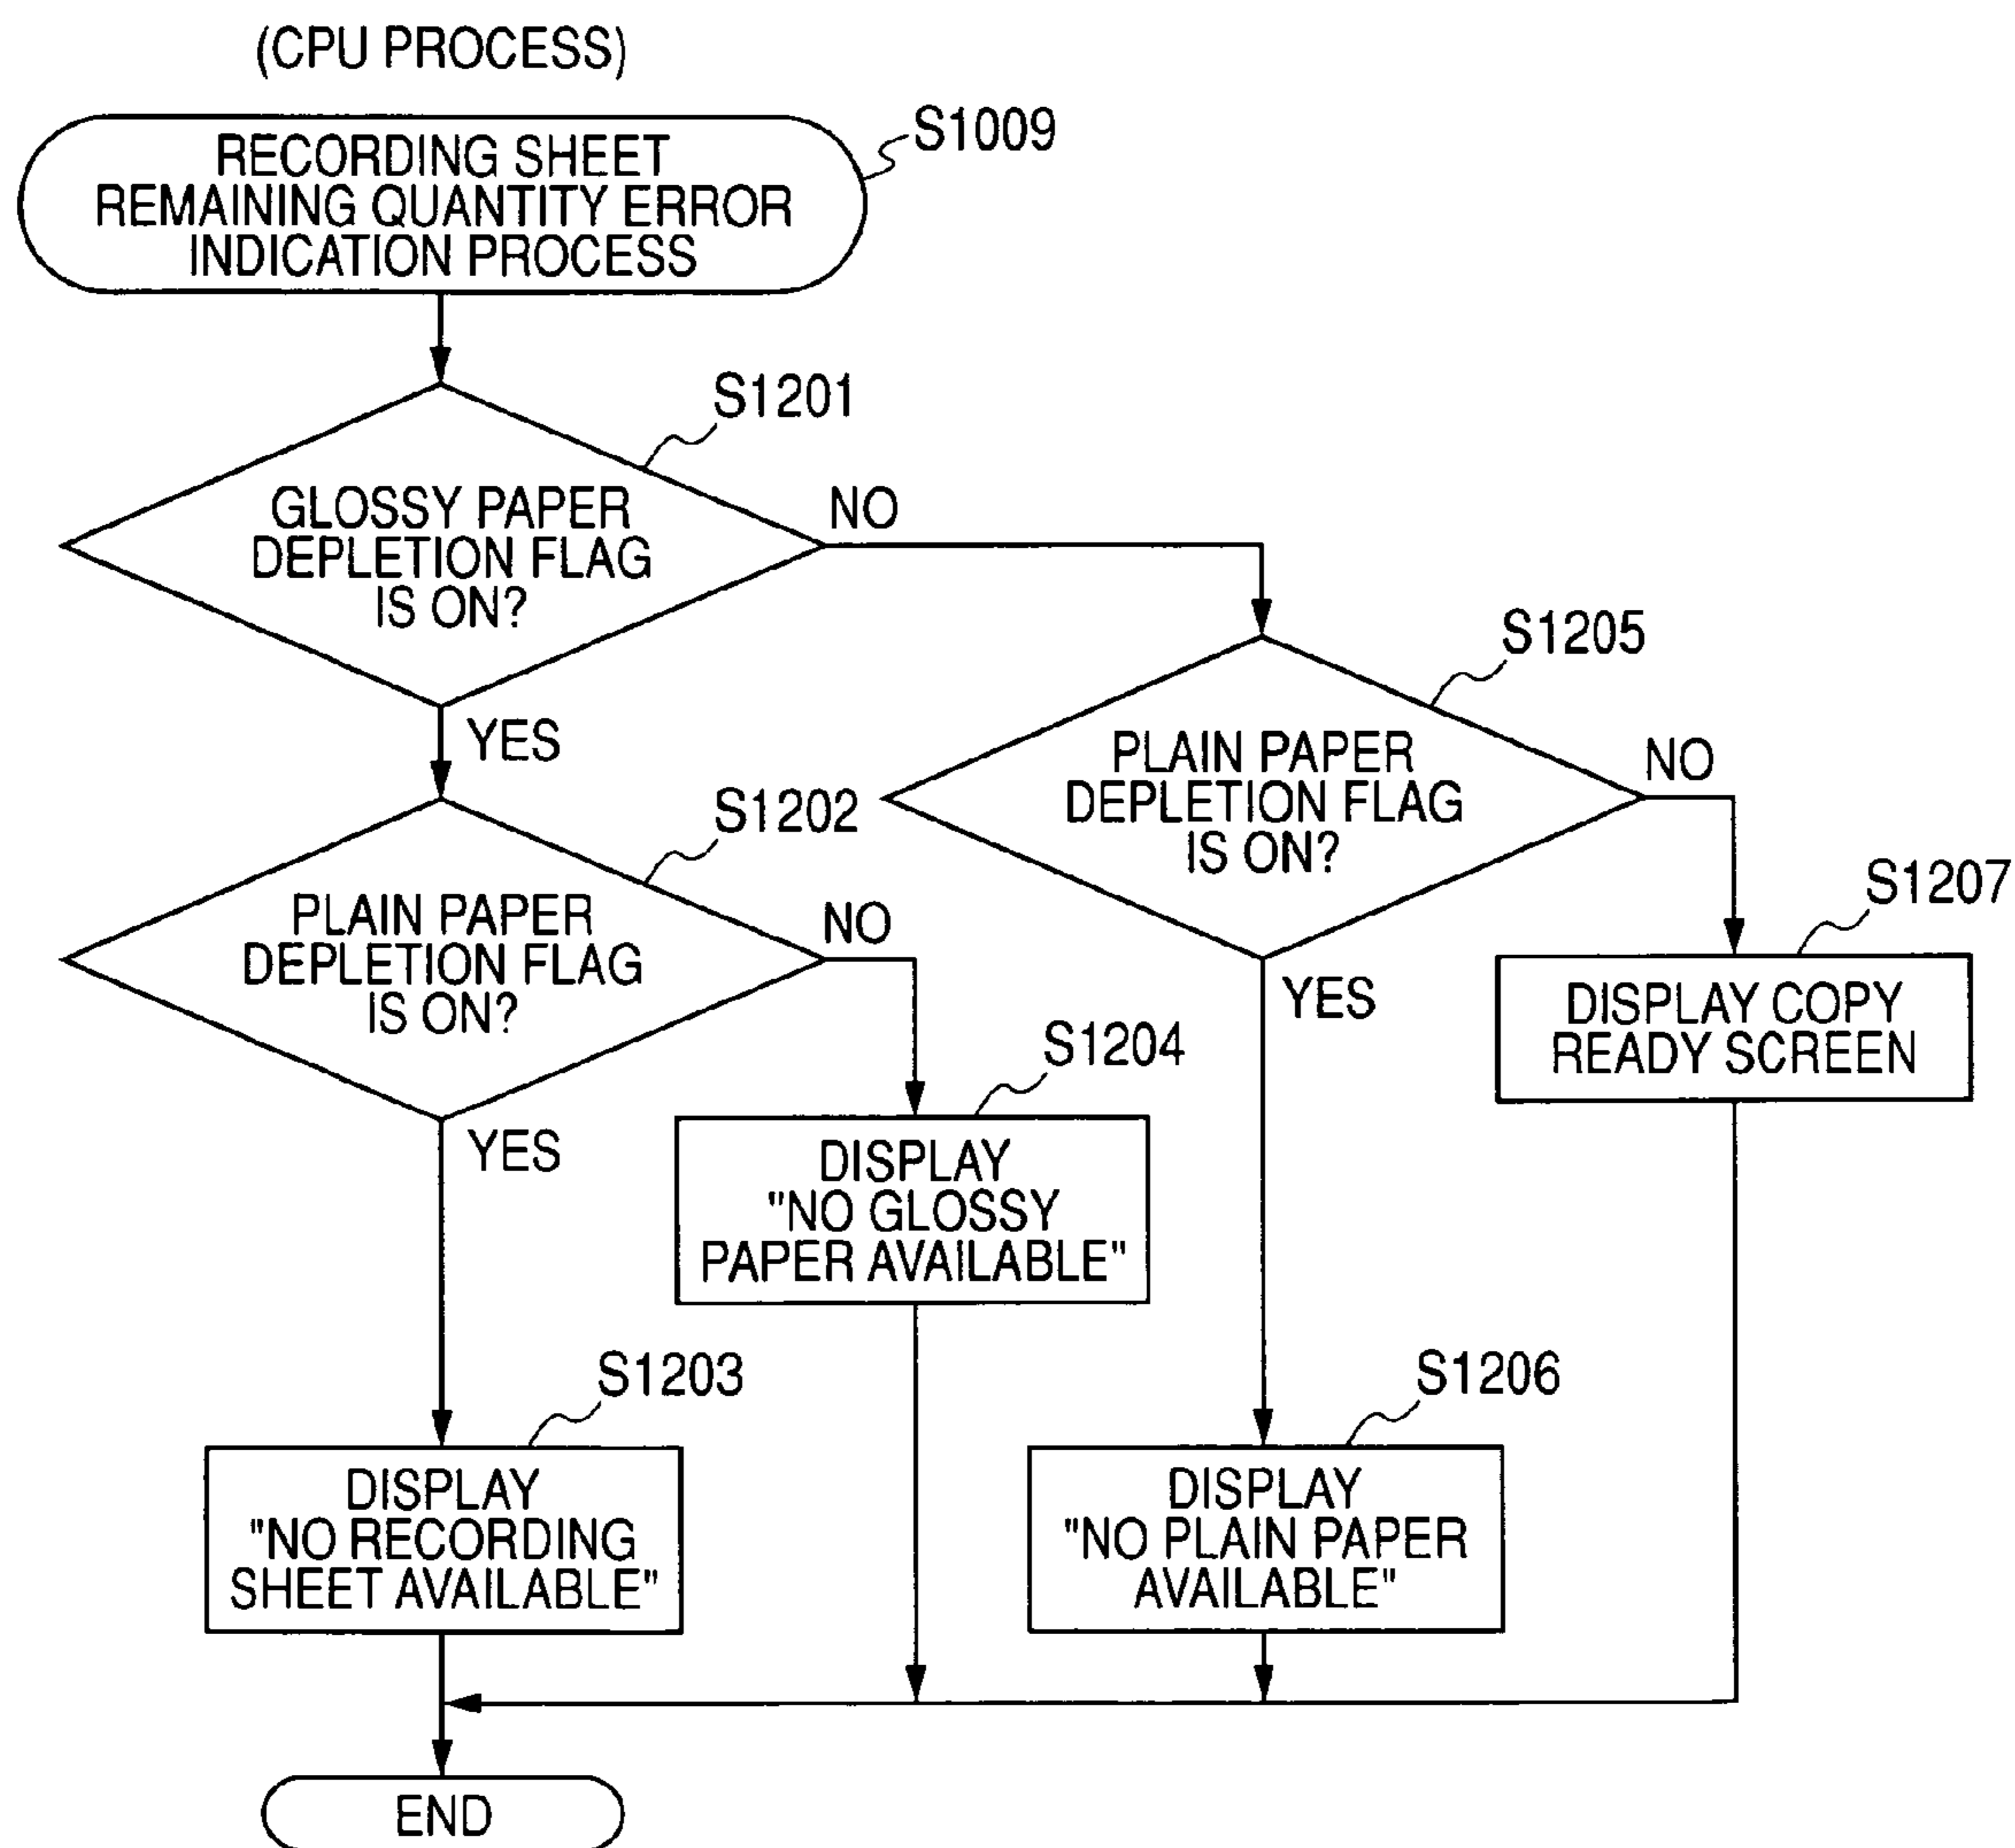 (CPU PROCESS)
S1009
RECORDING SHEET
REMAINING QUANTITY ERROR
INDICATION PROCESS
S1201
GLOSSY PAPER
DEPLETION FLAG
IS ON?
NO
YES
S1205
PLAIN PAPER
DEPLETION FLAG
IS ON?
NO
YES
S1202
PLAIN PAPER
DEPLETION FLAG
IS ON?
NO
YES
S1207
DISPLAY COPY
READY SCREEN
S1204
DISPLAY
"NO GLOSSY
PAPER AVAILABLE"
S1203
DISPLAY
"NO RECORDING
SHEET AVAILABLE"
S1206
DISPLAY
"NO PLAIN PAPER
AVAILABLE"
END